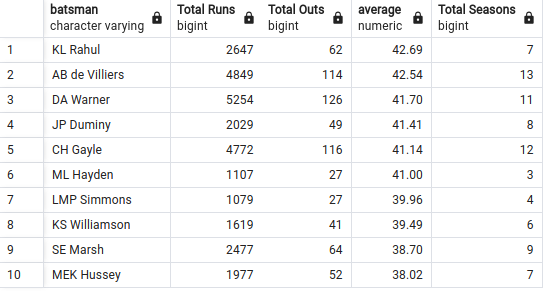 batsman Total Runs Total Outs average Total Seasons
character varying bigint bigint numeric bigint
1 KL Rahul 2647 62 42.69 7
2 AB de Villiers 4849 114 42.54 13
3 DA Warner 5254 126 41.70 11
4 JP Duminy 2029 49 41.41 8
5 CH Gayle 4772 116 41.14 12
6 ML Hayden 1107 27 41.00 3
7 LMP Simmons 1079 27 39.96 4
8 KS Williamson 1619 41 39.49 6
9 SE Marsh 2477 64 38.70 9
10 MEK Hussey 1977 52 38.02 7